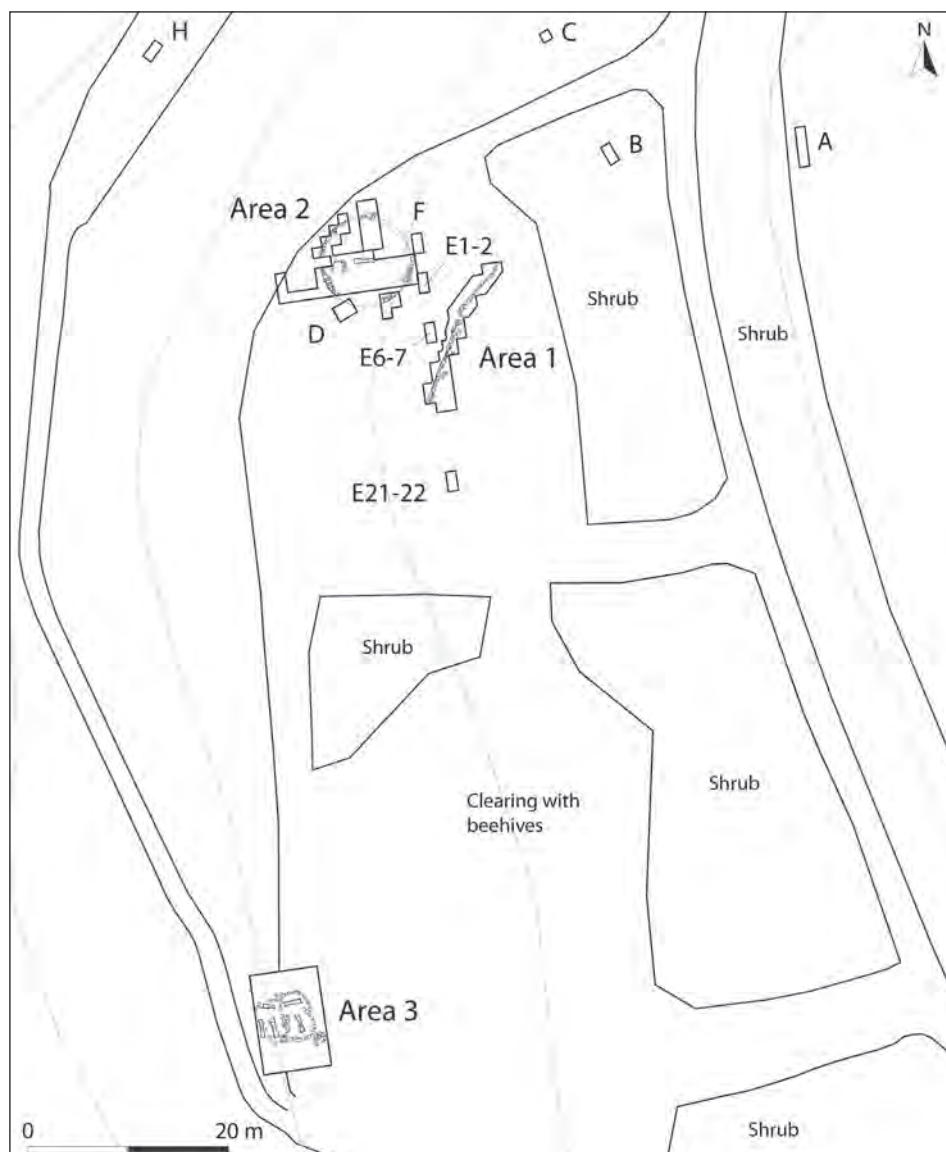 H
C
N
B
A
Area 2
F
E1-2
Shrub
Shrub
D
E6-7
Area 1
E21-22
Shrub
Shrub
Clearing with
beehives
Area 3
0
20 m
Shrub